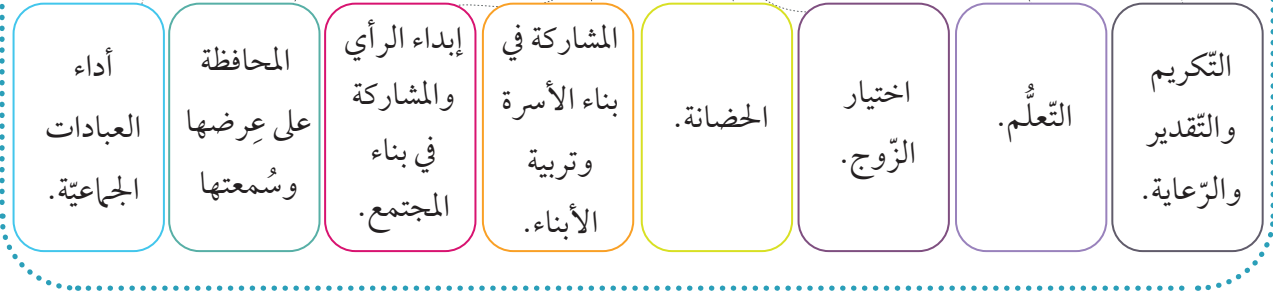 التّكريم
والتّقدير
والرّعاية.
التّعلُّم.
اختيار
الزّوج.
الحضانة.
المشاركة في
بناء الأسرة
وتربية
الأبناء.
إبداء الرأي
والمشاركة
في بناء
المجتمع.
المحافظة
على عِرضها
وسُمعتها
أداء
العبادات
الجماعيّة.